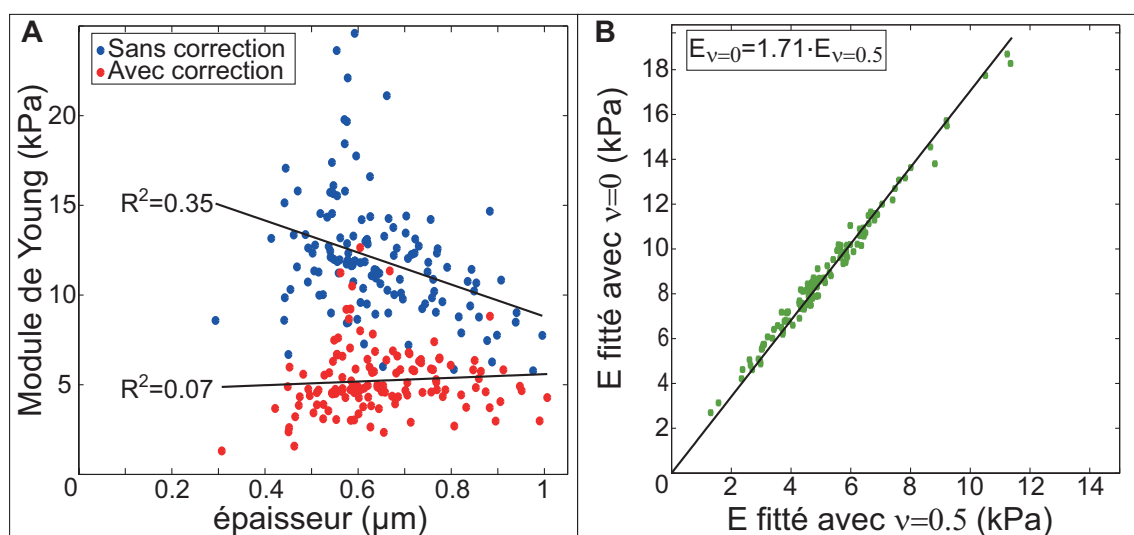 A
Sans correction
Avec correction
Module de Young (kPa)
20
15
10
5
R²=0.35
R²=0.07
0 0.2 0.4 0.6 0.8 1
épaisseur (μm)
B
E_ν=0=1.71·E_ν=0.5
E fitté avec ν=0 (kPa)
18
16
14
12
10
8
6
4
2
0
0 2 4 6 8 10 12 14
E fitté avec ν=0.5 (kPa)